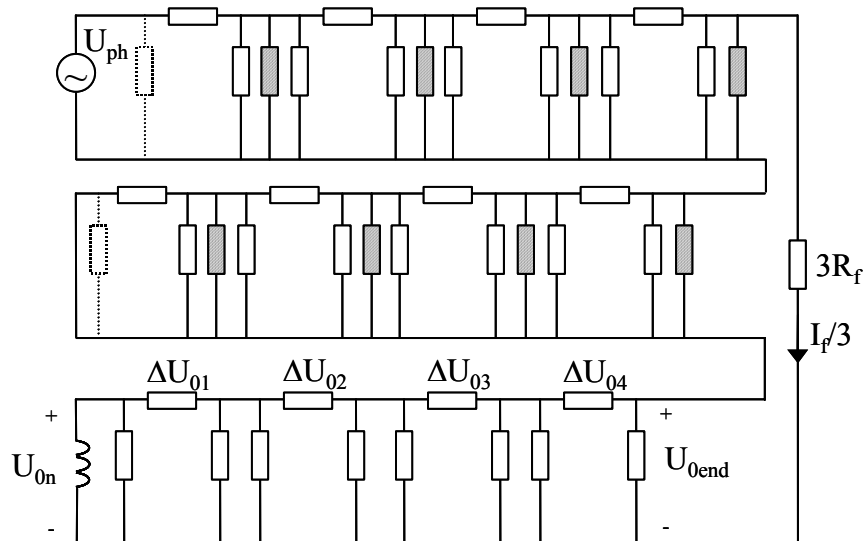 U_ph
~
3R_f
I_f/3
ΔU_01
ΔU_02
ΔU_03
ΔU_04
+
+
U_0n
U_0end
-
-